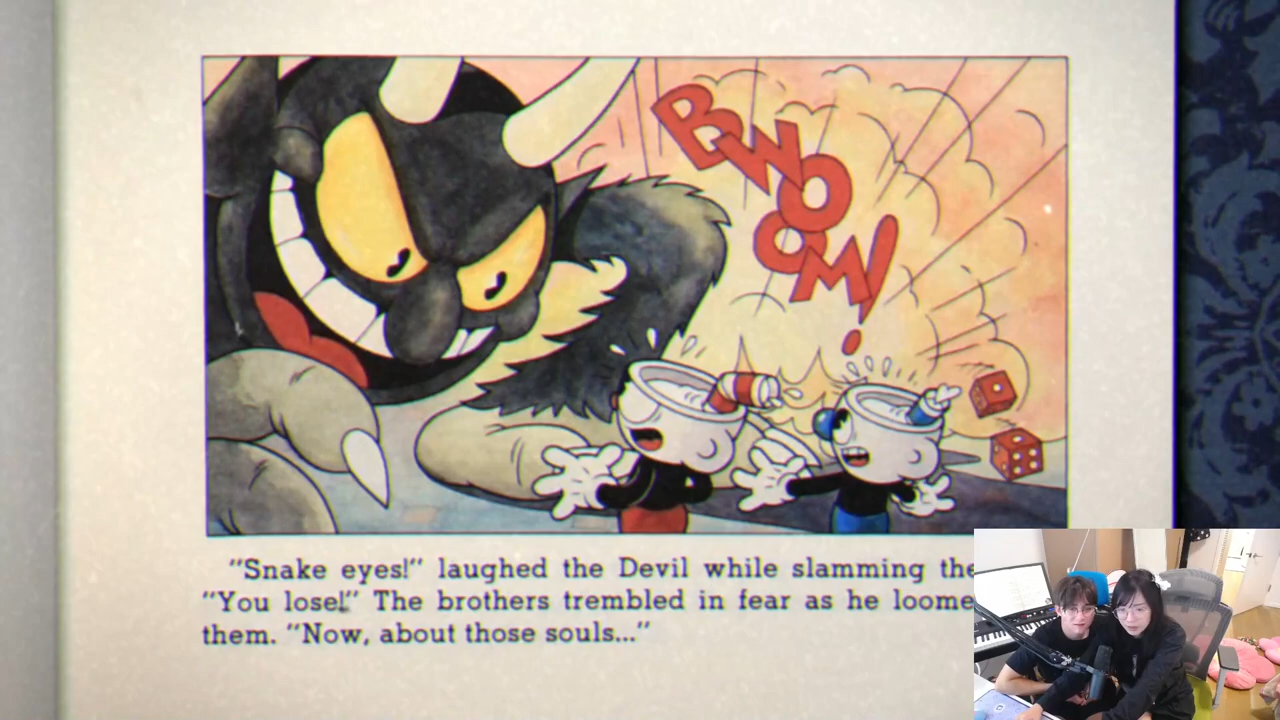 BWOOM!
"Snake eyes!" laughed the Devil while slamming the
"You lose!" The brothers trembled in fear as he loome
them. "Now, about those souls..."